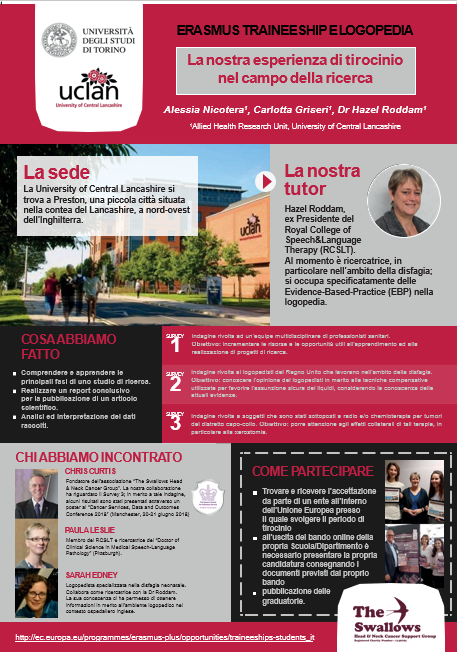 UNIVERSITÀ
DEGLI STUDI
DI TORINO
uclan
University of Central Lancashire
ERASMUS TRAINEESHIP E LOGOPEDIA
La nostra esperienza di tirocinio
nel campo della ricerca
Alessia Nicotera¹, Carlotta Griseri¹, Dr Hazel Roddam¹
¹Allied Health Research Unit, University of Central Lancashire
La sede
La University of Central Lancashire si
trova a Preston, una piccola città situata
nella contea del Lancashire, a nord-ovest
dell'Inghilterra.
uclan
La nostra
tutor
Hazel Roddam,
ex Presidente del
Royal College of
Speech&Language
Therapy (RCSLT).
Al momento è ricercatrice, in
particolare nell'ambito della disfagia;
si occupa specificatamente delle
Evidence-Based-Practice (EBP) nella
logopedia.
COSA ABBIAMO
FATTO
Comprendere e apprendere le
principali fasi di uno studio di ricerca.
Realizzare un report conclusivo
per la pubblicazione di un articolo
scientifico.
Analisi ed interpretazione dei dati
raccolti.
SURVEY
1
Indagine rivolta ad un'equipe multidisciplinare di professionisti sanitari.
Obiettivo: incrementare le risorse e le opportunità utili all'apprendimento ed alla
realizzazione di progetti di ricerca.
SURVEY
2
Indagine rivolta ai logopedisti del Regno Unito che lavorano nell'ambito della disfagia.
Obiettivo: conoscere l'opinione dei logopedisti in merito alle tecniche compensative
utilizzate per favorire l'assunzione sicura dei liquidi, considerando la conoscenza delle
attuali evidenze.
SURVEY
3
Indagine rivolta a soggetti che sono stati sottoposti a radio e/o chemioterapia per tumori
del distretto capo-collo. Obiettivo: porre attenzione agli effetti collaterali di tali terapie, in
particolare alla xerostomia.
CHI ABBIAMO INCONTRATO
CHRIS CURTIS
Fondatore dell'associazione "The Swallows Head
& Neck Cancer Group". La nostra collaborazione
ha riguardato il Survey 3; in merito a tale indagine,
alcuni risultati sono stati presentati attraverso un
poster al "Cancer Services, Data and Outcomes
Conference 2018" (Manchester, 20-21 giugno 2018)
PAULA LESLIE
Membro del RCSLT e ricercatrice del "Doctor of
Clinical Science in Medical Speech-Language
Pathology" (Pittsburgh).
SARAH EDNEY
Logopedista specializzata nella disfagia neonatale.
Collabora come ricercatrice con la Dr Roddam.
La sua conoscenza ci ha permesso di ottenere
informazioni in merito all'ambiente logopedico nel
contesto ospedaliero inglese.
COME PARTECIPARE
Trovare e ricevere l'accettazione
da parte di un ente all'interno
dell'Unione Europea presso
il quale svolgere il periodo di
tirocinio
all'uscita del bando online della
propria Scuola/Dipartimento è
necessario presentare la propria
candidatura consegnando i
documenti previsti dal proprio
bando
pubblicazione delle
graduatorie.
The
Swallows
Head & Neck Cancer Support Group
http://ec.europa.eu/programmes/erasmus-plus/opportunities/traineeships-students_it